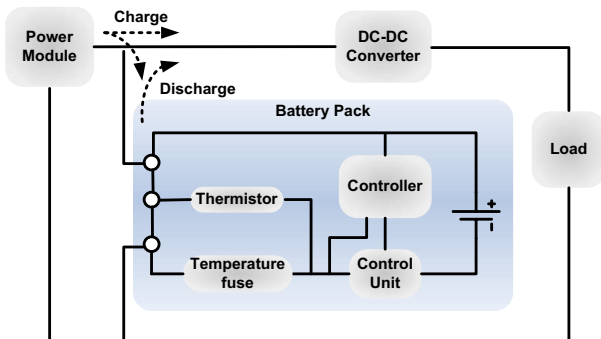 Charge
Power
Module
DC-DC
Converter
Discharge
Battery Pack
Load
Controller
Thermistor
+
Temperature
fuse
Control
Unit